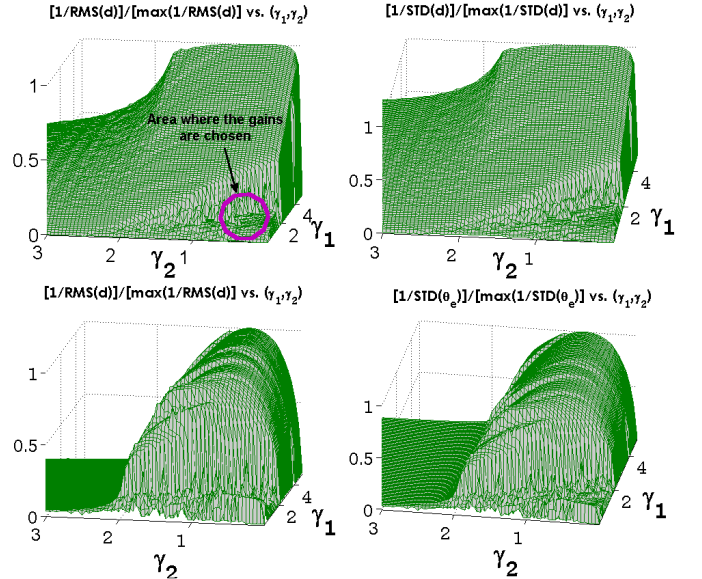 [1/RMS(d)]/[max(1/RMS(d)] vs. (γ₁,γ₂)
1
0.5
0
3
2
1
γ₂
2
4
γ₁
Area where the gains
are chosen
[1/STD(d)]/[max(1/STD(d)] vs. (γ₁,γ₂)
1
0.5
0
3
2
1
γ₂
2
4
γ₁
[1/RMS(d)]/[max(1/RMS(d)] vs. (γ₁,γ₂)
1
0.5
0
3
2
1
γ₂
2
4
γ₁
[1/STD(θₑ)]/[max(1/STD(θₑ)] vs. (γ₁,γ₂)
1
0.5
0
3
2
1
γ₂
2
4
γ₁